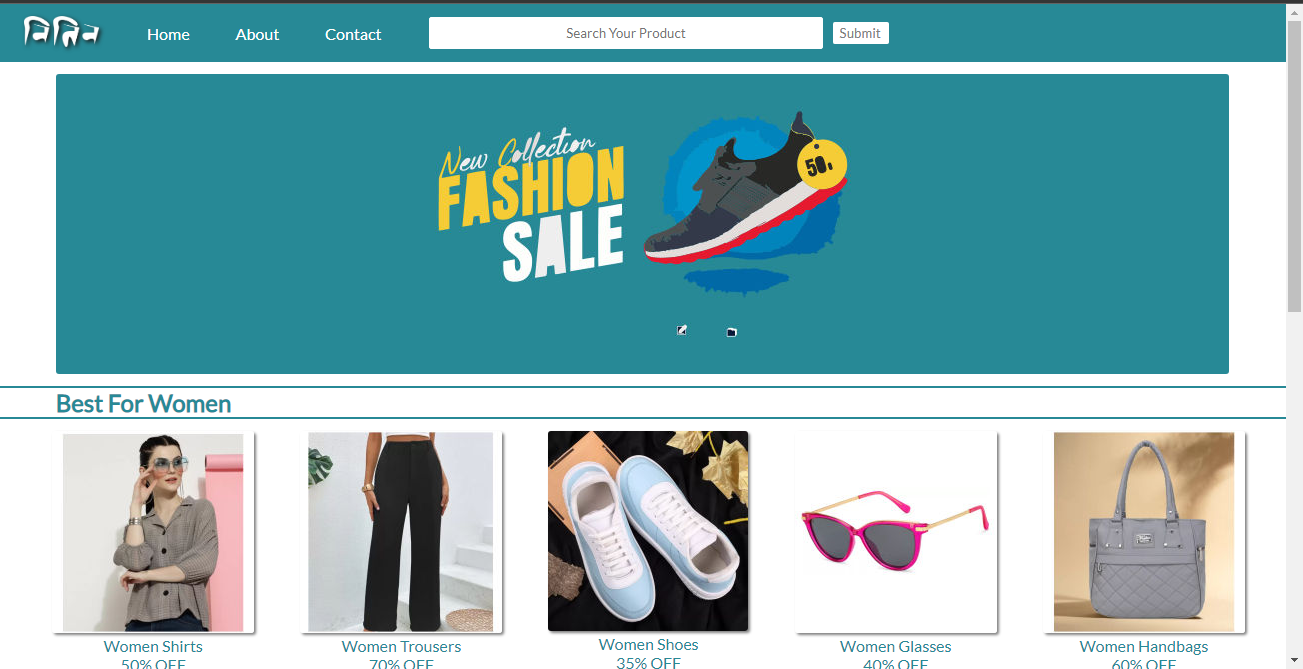 Home
About
Contact
Search Your Product
Submit
New Collection
FASHION
SALE
50%
Best For Women
Women Shirts
50% OFF
Women Trousers
70% OFF
Women Shoes
35% OFF
Women Glasses
40% OFF
Women Handbags
60% OFF